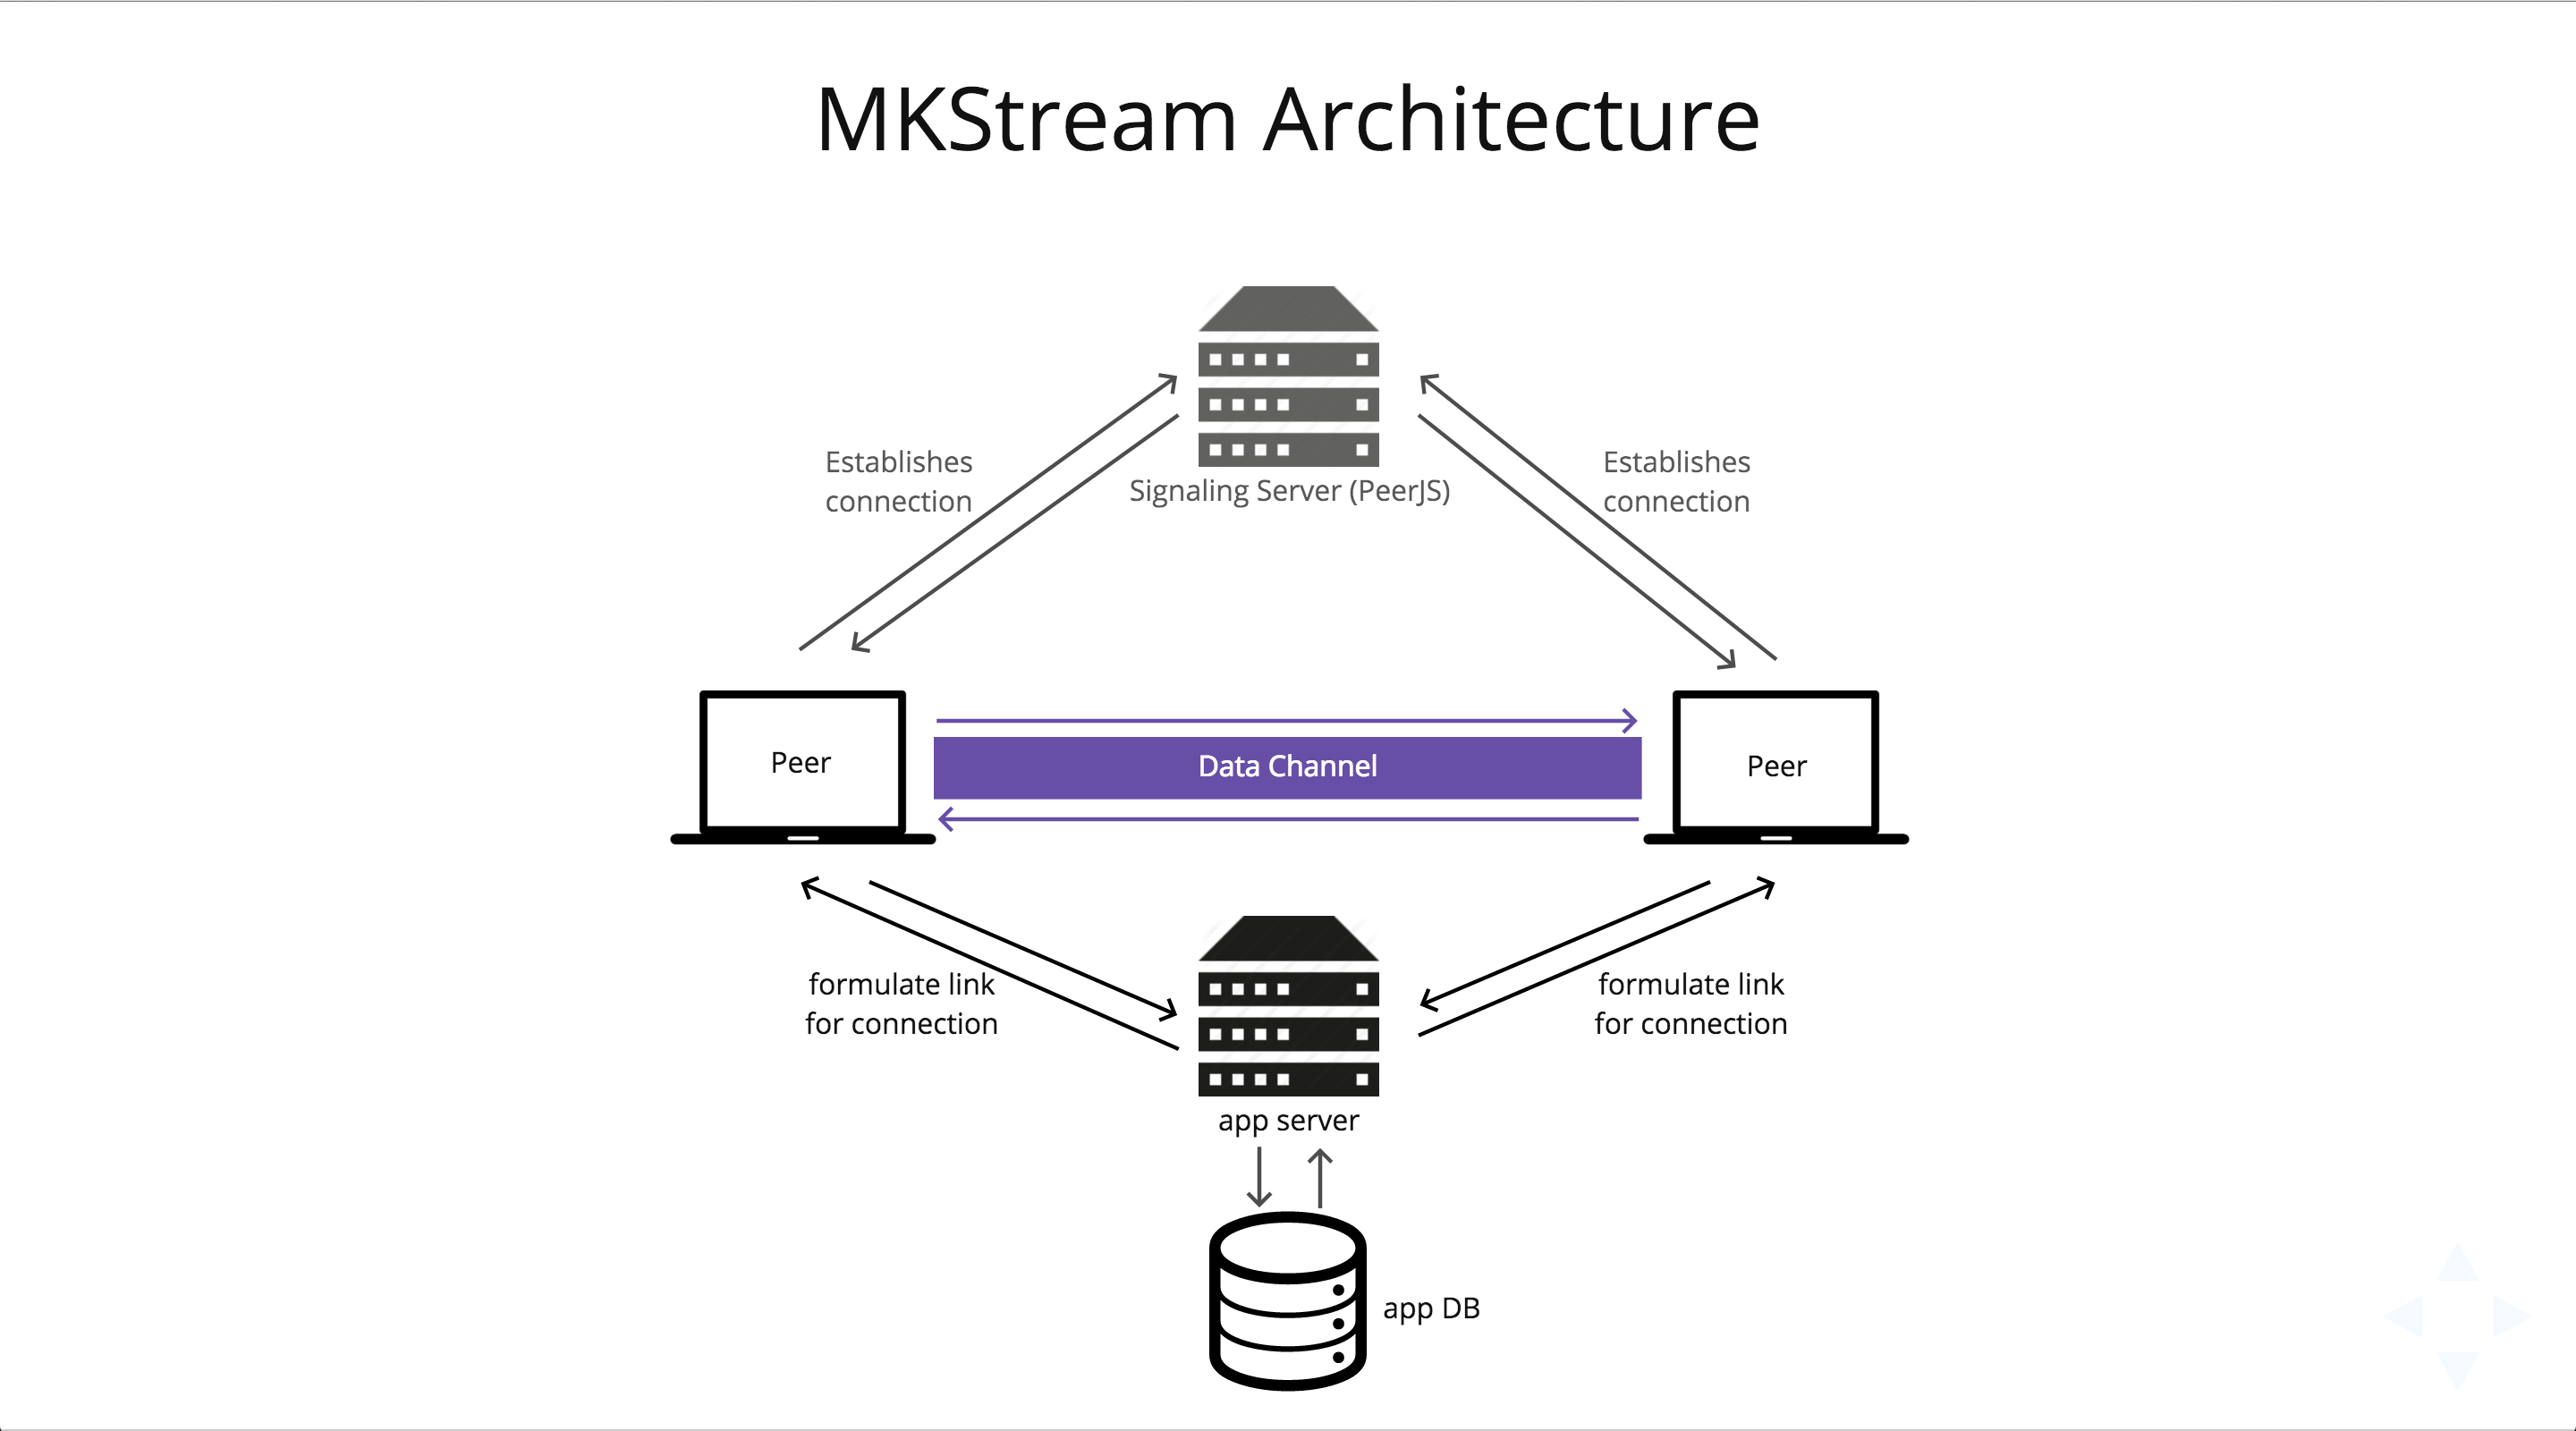 MKStream Architecture
Establishes
connection
Signaling Server (PeerJS)
Establishes
connection
Peer
Data Channel
Peer
formulate link
for connection
formulate link
for connection
app server
app DB